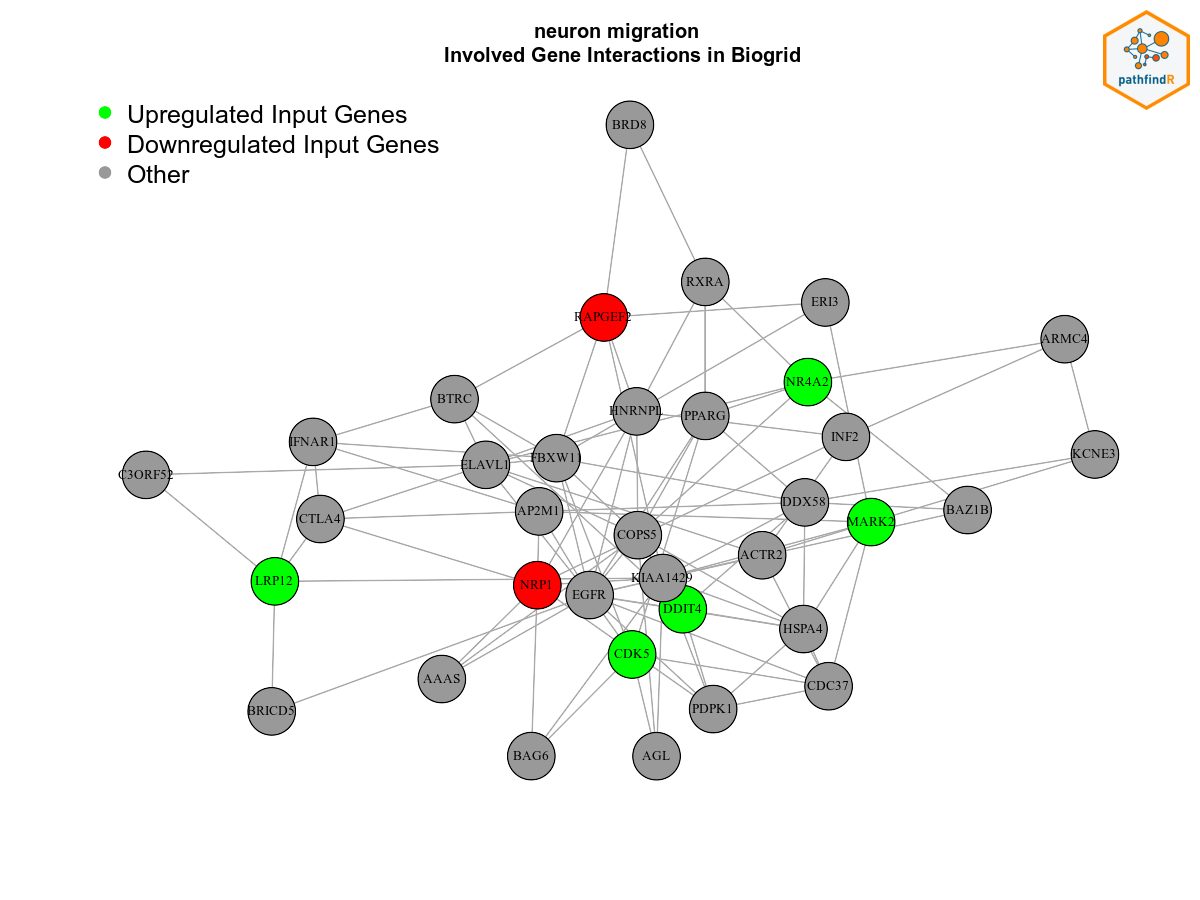 neuron migration
Involved Gene Interactions in Biogrid
pathfindR
Upregulated Input Genes
Downregulated Input Genes
Other
BRD8
RXRA
ERI3
RAPGEF2
ARMC4
NR4A2
BTRC
HNRNPL
PPARG
INF2
IFNAR1
KCNE3
FBXW11
ELAVL1
C3ORF52
DDX58
BAZ1B
AP2M1
CTLA4
MARK2
COPS5
ACTR2
KIAA1429
LRP12
NRP1
EGFR
DDIT4
HSPA4
CDK5
AAAS
CDC37
PDPK1
BRICD5
BAG6
AGL